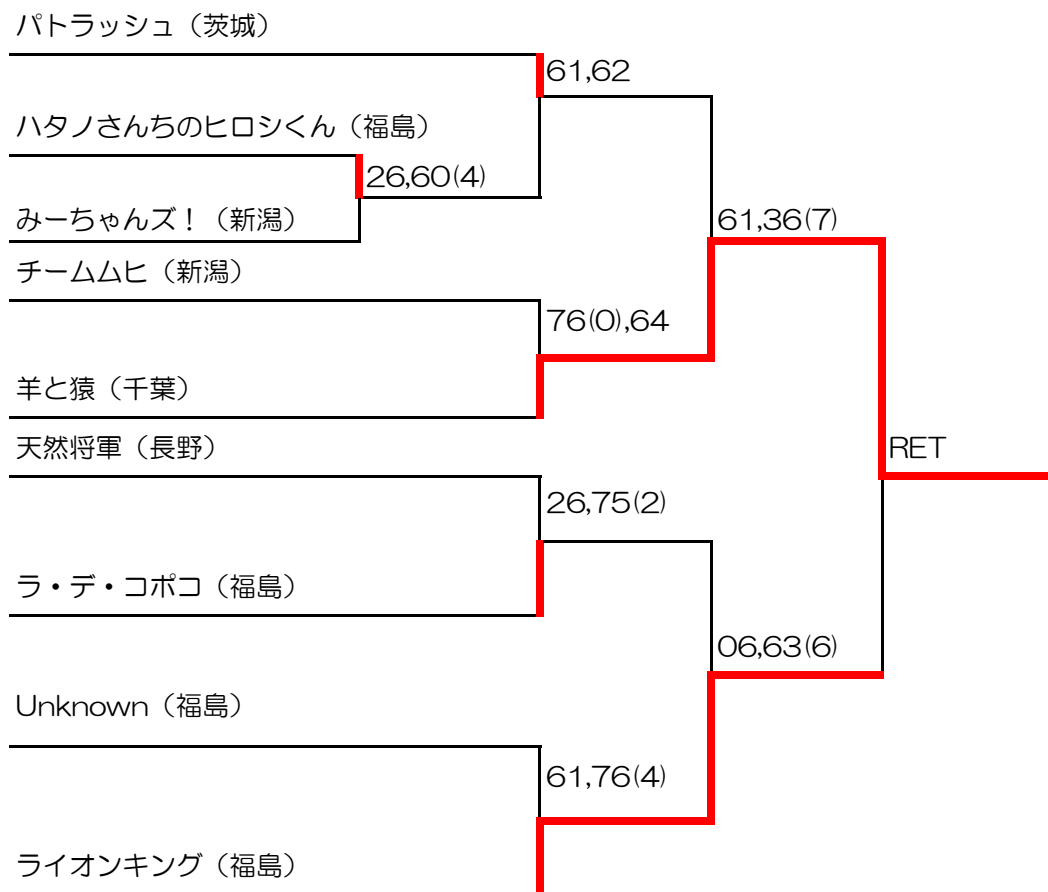 パトラッシュ（茨城）
61,62
ハタノさんちのヒロシくん（福島）
26,60(4)
みーちゃんズ！（新潟）
61,36(7)
チームムヒ（新潟）
76(0),64
羊と猿（千葉）
天然将軍（長野）
RET
26,75(2)
ラ・デ・コポコ（福島）
06,63(6)
Unknown（福島）
61,76(4)
ライオンキング（福島）